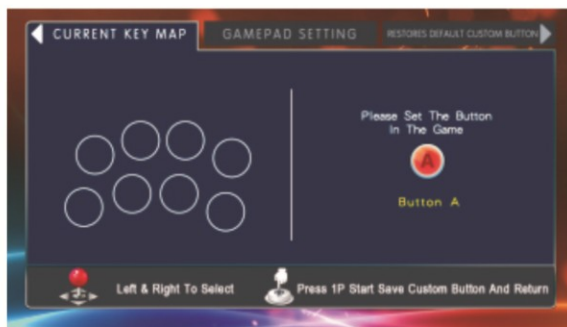 CURRENT KEY MAP
GAMEPAD SETTING
RESTORES DEFAULT CUSTOM BUTTON
Please Set The Button
In The Game
A
Button A
Left & Right To Select
Press 1P Start Save Custom Button And Return